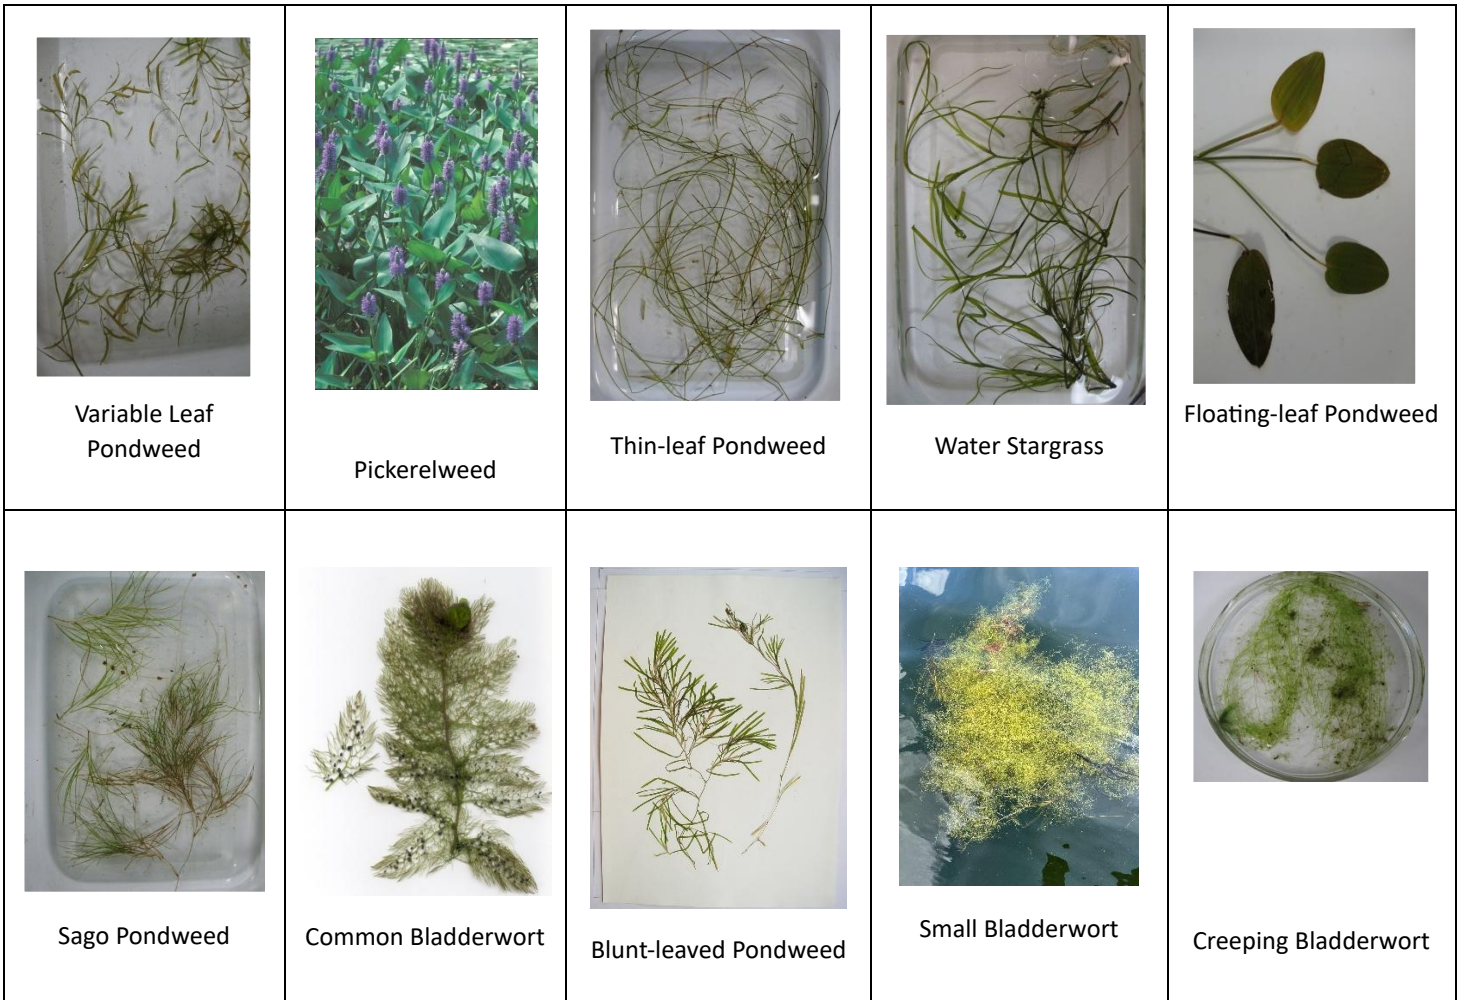 Variable Leaf
Pondweed
Pickerelweed
Thin-leaf Pondweed
Water Stargrass
Floating-leaf Pondweed
Sago Pondweed
Common Bladderwort
Blunt-leaved Pondweed
Small Bladderwort
Creeping Bladderwort